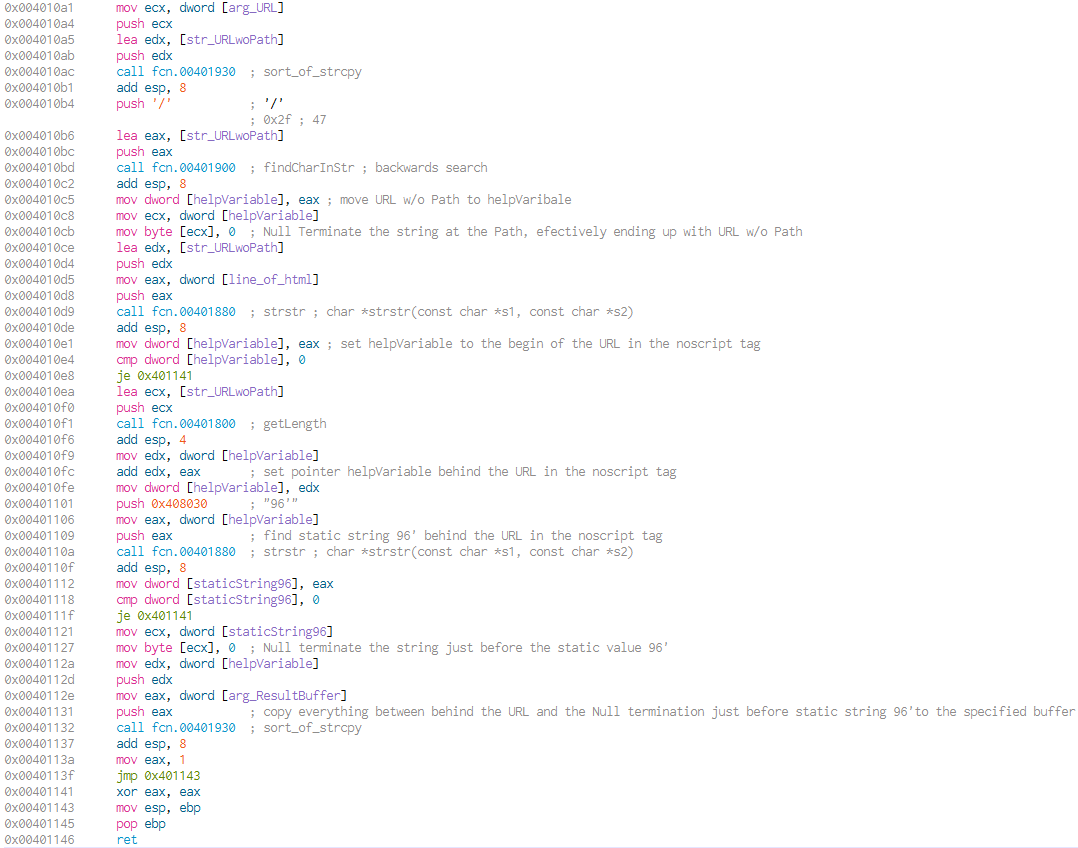 0x004010a1 mov ecx, dword [arg_URL]
0x004010a4 push ecx
0x004010a5 lea edx, [str_URLwoPath]
0x004010ab push edx
0x004010ac call fcn.00401930 ; sort_of_strcpy
0x004010b1 add esp, 8
0x004010b4 push '/' ; '/'
; 0x2f ; 47
0x004010b6 lea eax, [str_URLwoPath]
0x004010bc push eax
0x004010bd call fcn.00401900 ; findCharInStr ; backwards search
0x004010c2 add esp, 8
0x004010c5 mov dword [helpVariable], eax ; move URL w/o Path to helpVaribale
0x004010c8 mov ecx, dword [helpVariable]
0x004010cb mov byte [ecx], 0 ; Null Terminate the string at the Path, efectively ending up with URL w/o Path
0x004010ce lea edx, [str_URLwoPath]
0x004010d4 push edx
0x004010d5 mov eax, dword [line_of_html]
0x004010d8 push eax
0x004010d9 call fcn.00401880 ; strstr ; char *strstr(const char *s1, const char *s2)
0x004010de add esp, 8
0x004010e1 mov dword [helpVariable], eax ; set helpVariable to the begin of the URL in the noscript tag
0x004010e4 cmp dword [helpVariable], 0
0x004010e8 je 0x401141
0x004010ea lea ecx, [str_URLwoPath]
0x004010f0 push ecx
0x004010f1 call fcn.00401800 ; getLength
0x004010f6 add esp, 4
0x004010f9 mov edx, dword [helpVariable]
0x004010fc add edx, eax ; set pointer helpVariable behind the URL in the noscript tag
0x004010fe mov dword [helpVariable], edx
0x00401101 push 0x408030 ; "96'"
0x00401106 mov eax, dword [helpVariable]
0x00401109 push eax ; find static string 96' behind the URL in the noscript tag
0x0040110a call fcn.00401880 ; strstr ; char *strstr(const char *s1, const char *s2)
0x0040110f add esp, 8
0x00401112 mov dword [staticString96], eax
0x00401118 cmp dword [staticString96], 0
0x0040111f je 0x401141
0x00401121 mov ecx, dword [staticString96]
0x00401127 mov byte [ecx], 0 ; Null terminate the string just before the static value 96'
0x0040112a mov edx, dword [helpVariable]
0x0040112d push edx
0x0040112e mov eax, dword [arg_ResultBuffer]
0x00401131 push eax ; copy everything between behind the URL and the Null termination just before static string 96'to the specified buffer
0x00401132 call fcn.00401930 ; sort_of_strcpy
0x00401137 add esp, 8
0x0040113a mov eax, 1
0x0040113f jmp 0x401143
0x00401141 xor eax, eax
0x00401143 mov esp, ebp
0x00401145 pop ebp
0x00401146 ret